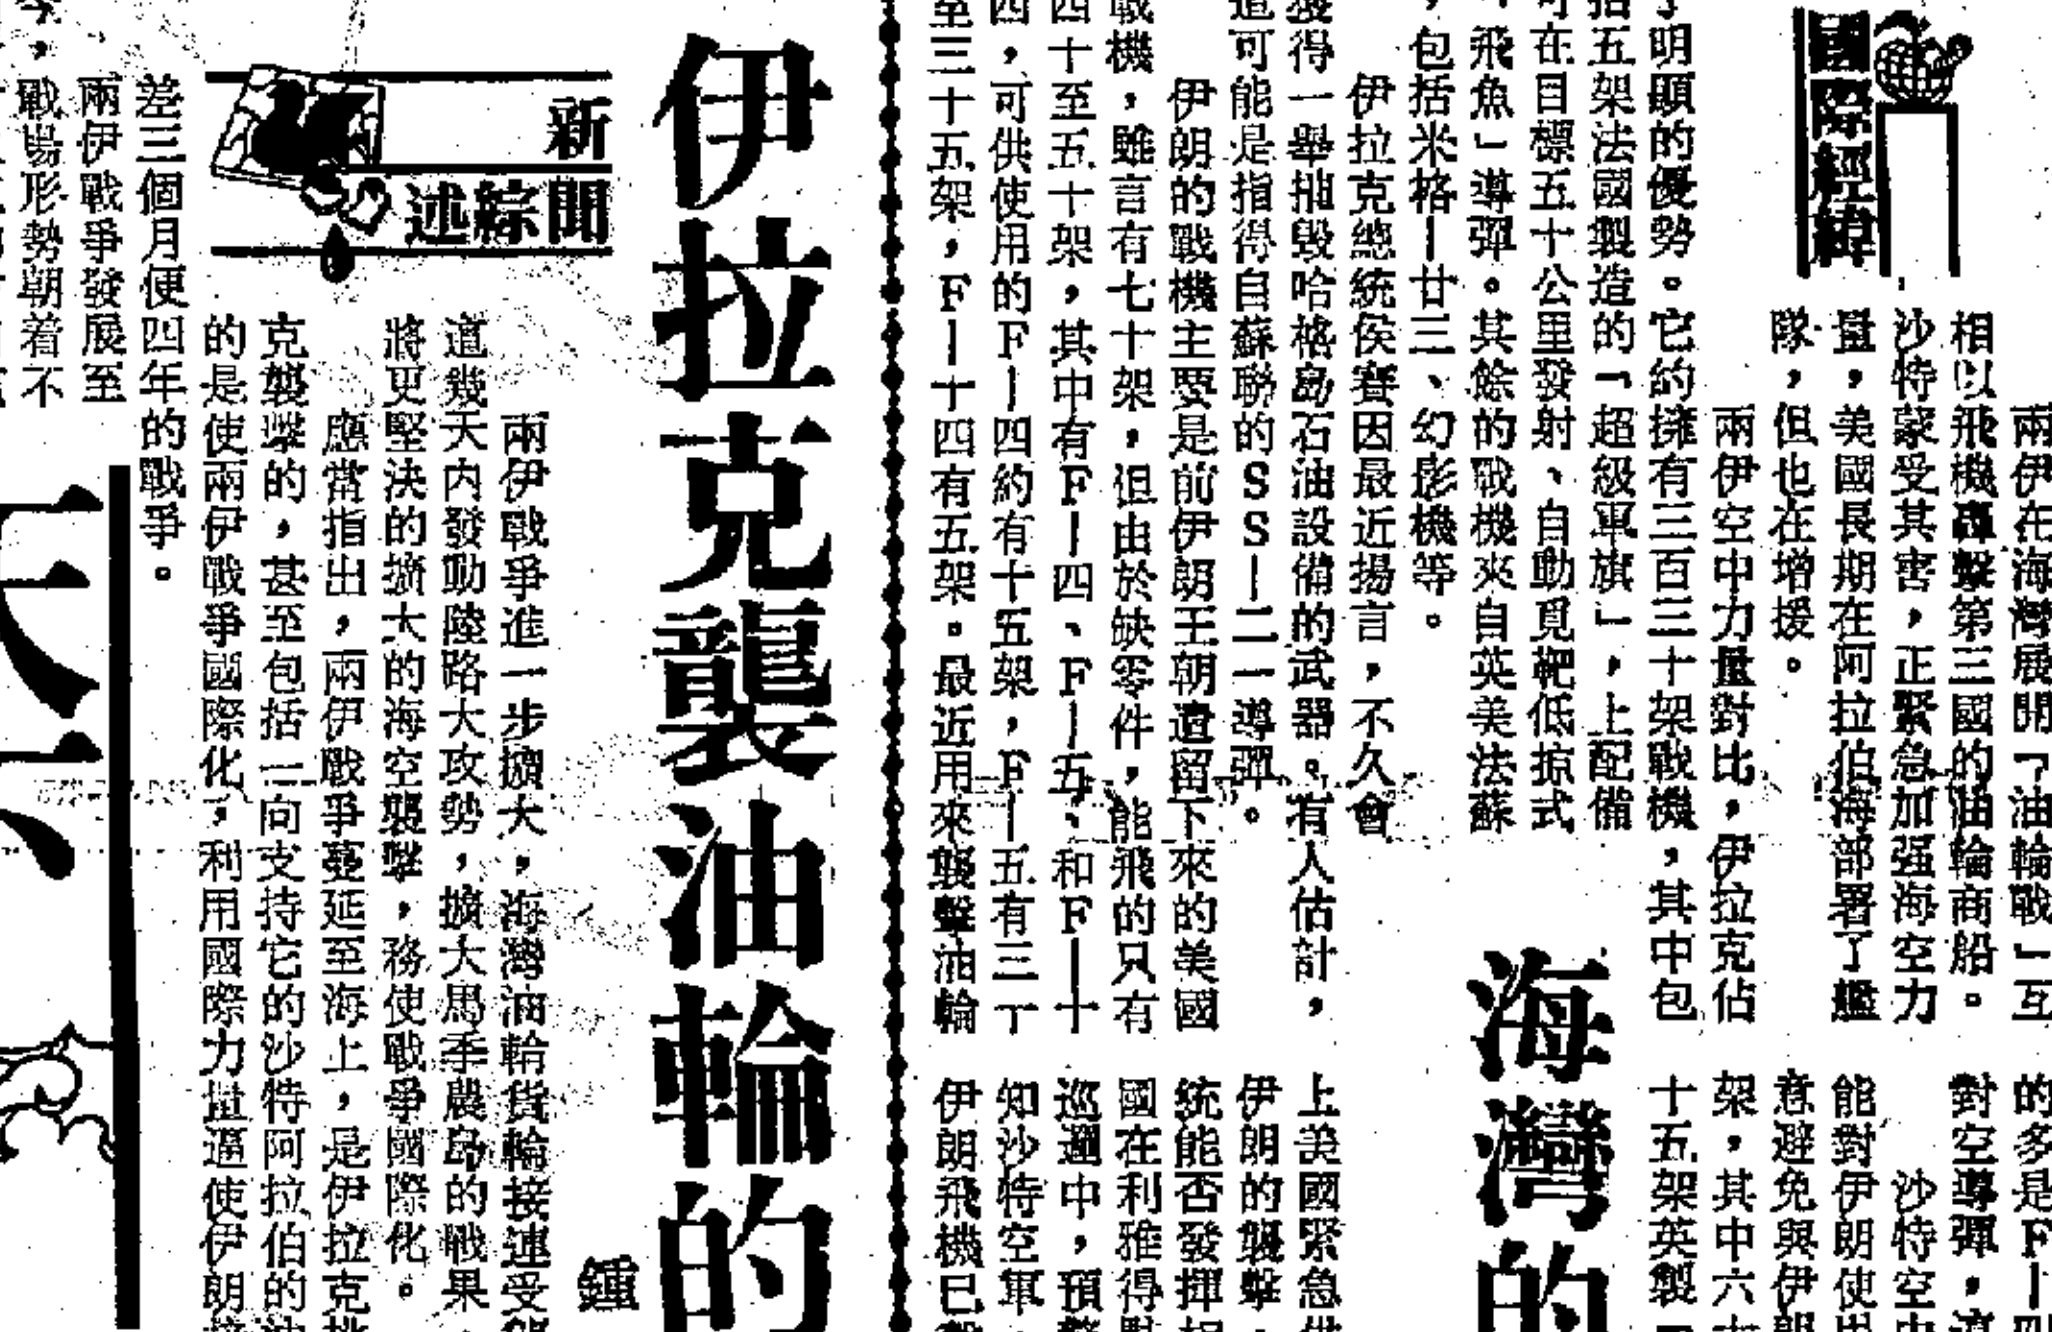 國際經緯
兩伊在海灣展開「油輪戰」互
相以飛機轟擊第三國的油輪商船。
沙特蒙受其害，正緊急加强海空力
量，美國長期在阿拉伯海部署了艦
隊，但也在增援。
兩伊空中力量對比，伊拉克佔
了明顯的優勢。它約擁有三百三十架戰機，其中包
括五架法國製造的「超級軍旗」，上配備
可在目標五十公里發射、自動覓靶低掠式
飛魚」導彈。其餘的戰機來自英美法蘇
，包括米格—廿三、幻影機等。
伊拉克總統侯賽因最近揚言，不久會
獲得一舉拙毀哈格島石油設備的武器。有人估計，
這可能是指得自蘇聯的SS—二一導彈。
伊朗的戰機主要是前伊朗王朝遺留下來的美國
戰機，雖言有七十架，但由於缺零件，能飛的只有
四十至五十架，其中有F—四、F—五、和F—十
四，可供使用的F—四約有十五架，F—五有三丁
至三十五架，F—十四有五架。最近用來襲擊油輪
海灣的
的多是F—四
對空導彈，
沙特空中
能對伊朗使
意避免與伊朗
架，其中六十
十五架英製「
上美國緊急供
伊朗的襲擊，
統能否發揮
國在利雅得
巡邏中，預警
知沙特空軍，
伊朗飛機已
伊拉克襲油輪的
鍾
新聞綜述
兩伊戰爭進一步擴大，海灣油輪貨輪接連受
這幾天內發動陸路大攻勢，擴大馬季農島的戰果，
將更堅決的擴大的海空襲擊，務使戰爭國際化。
應當指出，兩伊戰爭蔓延至海上，是伊拉克挑
克襲擊的，甚至包括一向支持它的沙特阿拉伯的油
的是使兩伊戰爭國際化，利用國際力量逼使伊朗接
差三個月便四年的戰爭。
兩伊戰爭發展至
今，戰場形勢朝着不